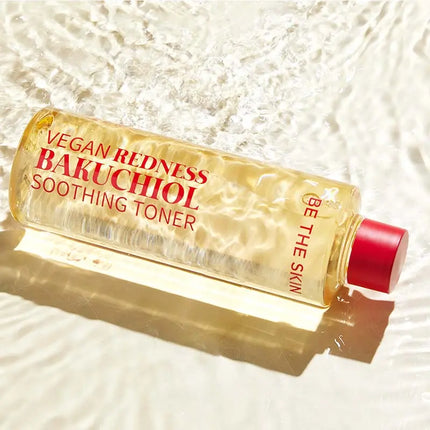 VEGAN REDNESS
BAKUCHIOL
SOOTHING TONER
BE THE SKIN